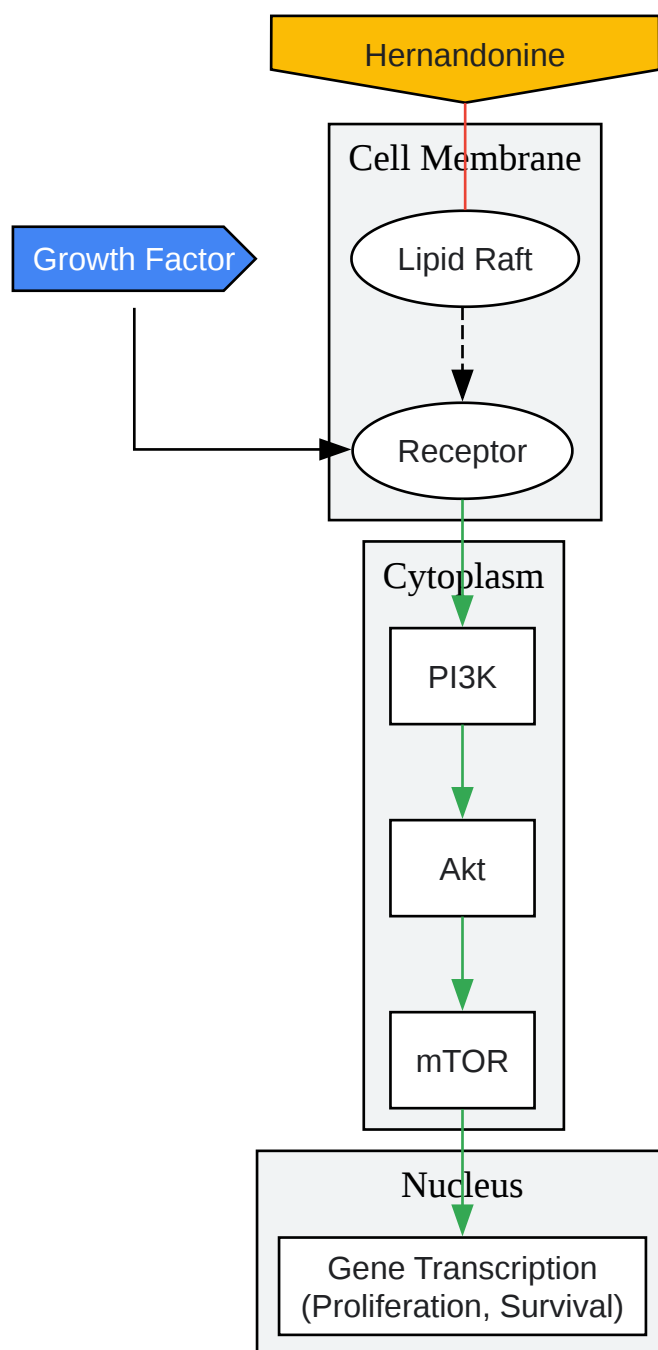 Hernandonine
Cell Membrane
Growth Factor
Lipid Raft
Receptor
Cytoplasm
PI3K
Akt
mTOR
Nucleus
Gene Transcription
(Proliferation, Survival)